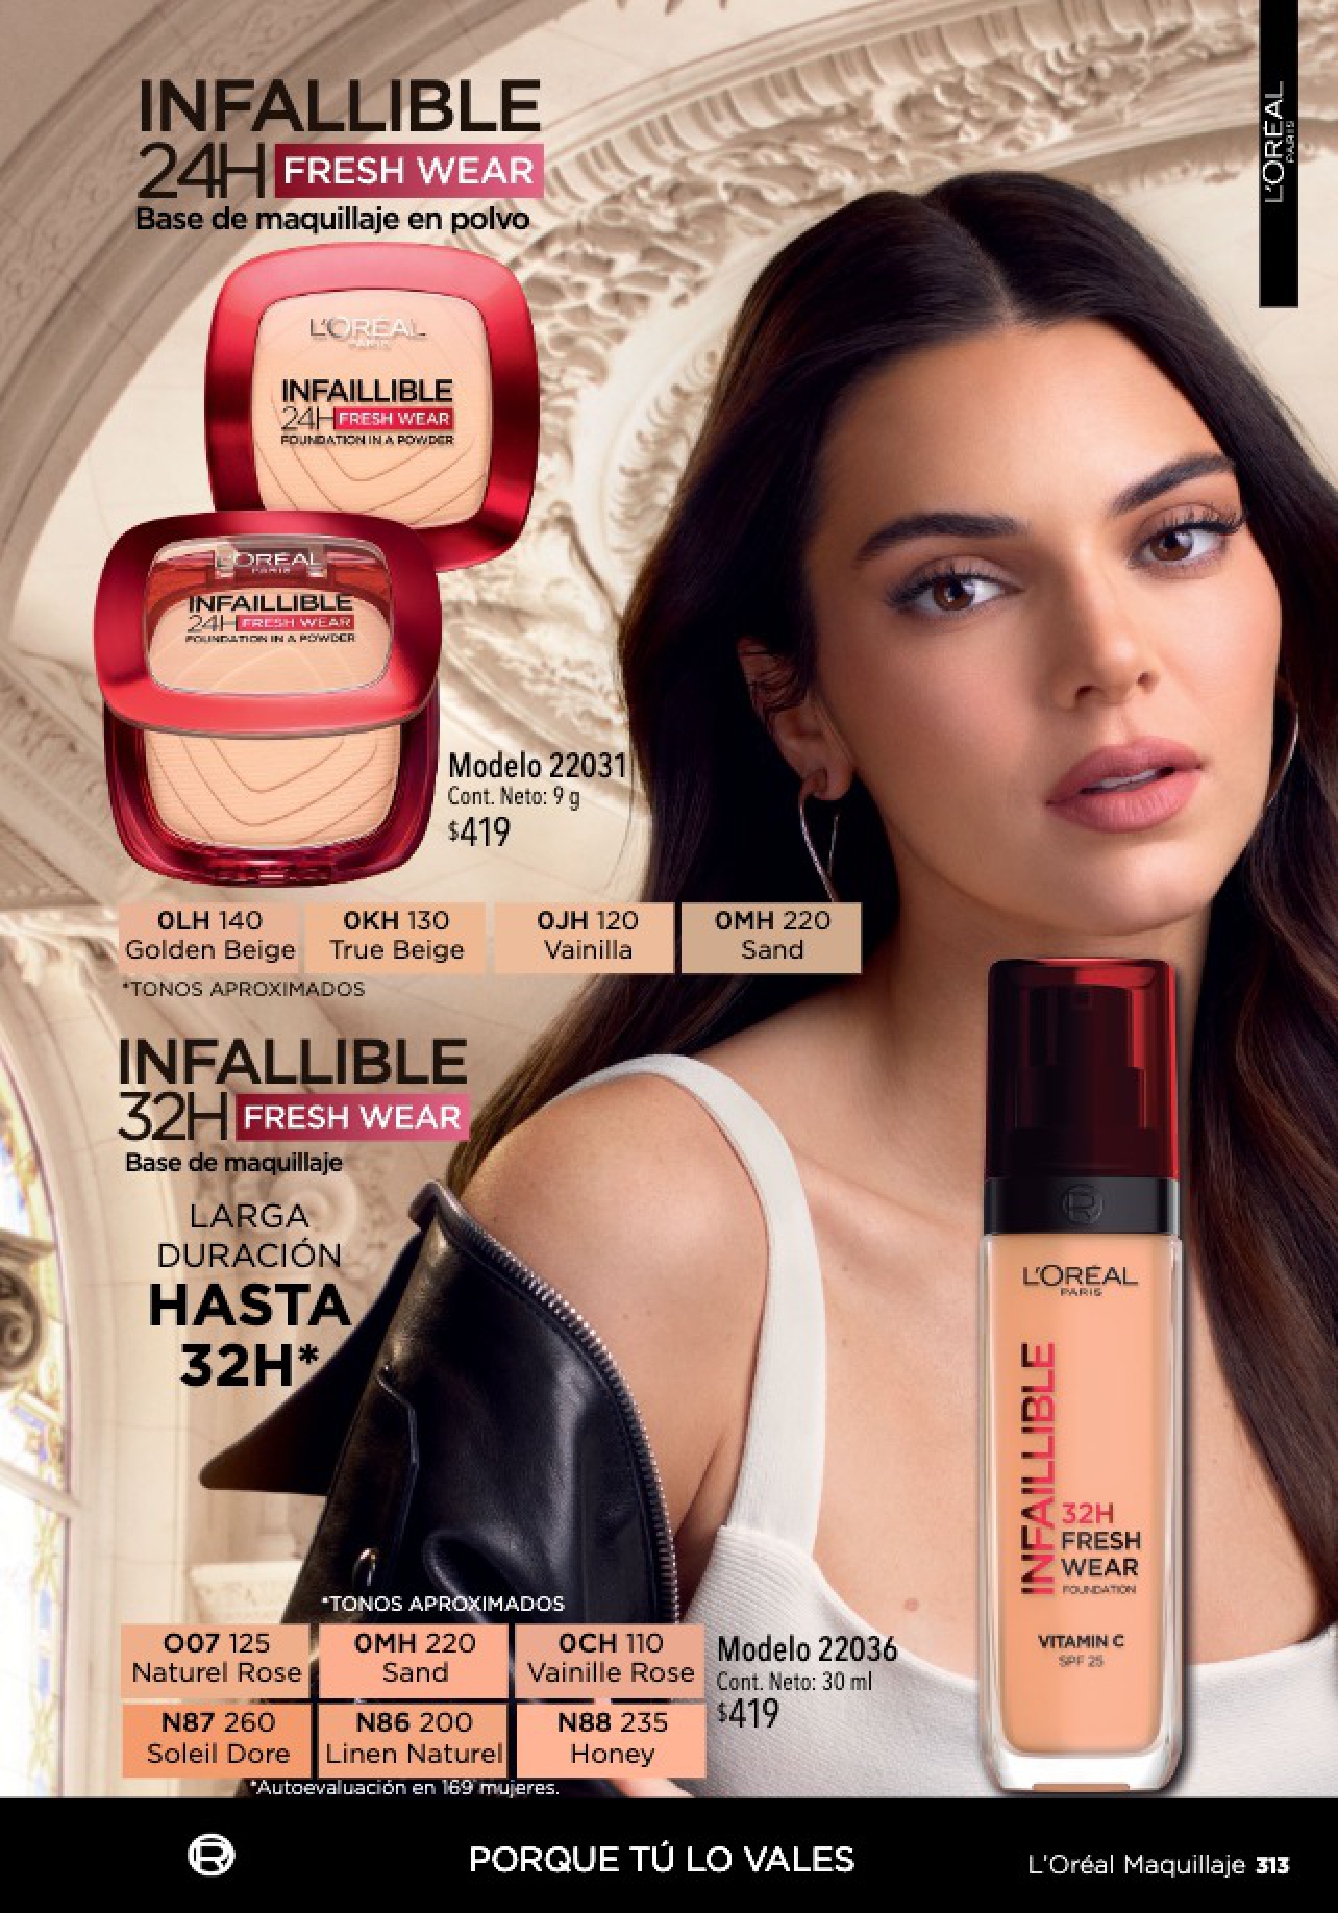 L'ORÉAL
PARIS
INFALLIBLE
24H FRESH WEAR
Base de maquillaje en polvo
L'ORÉAL
PARIS
INFAILLIBLE
24H FRESH WEAR
FOUNDATION IN A POWDER
L'ORÉAL
PARIS
INFAILLIBLE
24H FRESH WEAR
FOUNDATION IN A POWDER
Modelo 22031
Cont. Neto: 9 g
$419
0LH 140
Golden Beige
0KH 130
True Beige
0JH 120
Vainilla
0MH 220
Sand
*TONOS APROXIMADOS
INFALLIBLE
32H FRESH WEAR
Base de maquillaje
LARGA
DURACIÓN
HASTA
32H*
L'ORÉAL
PARIS
INFAILLIBLE
32H
FRESH
WEAR
FOUNDATION
VITAMIN C
SPF 25
*TONOS APROXIMADOS
O07 125
Naturel Rose
0MH 220
Sand
0CH 110
Vainille Rose
N87 260
Soleil Dore
N86 200
Linen Naturel
N88 235
Honey
Modelo 22036
Cont. Neto: 30 ml
$419
*Autoevaluación en 169 mujeres.
PORQUE TÚ LO VALES
L'Oréal Maquillaje 313